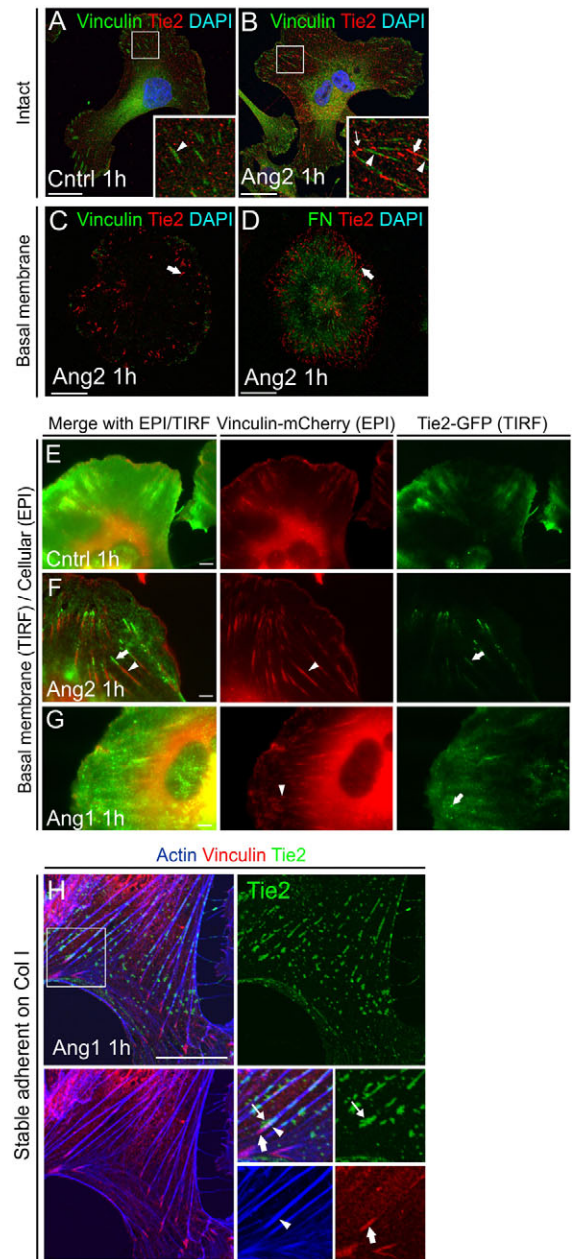 A Vinculin Tie2 DAPI
B Vinculin Tie2 DAPI
Intact
Cntrl 1h
Ang2 1h
C Vinculin Tie2 DAPI
D FN Tie2 DAPI
Basal membrane
Ang2 1h
Ang2 1h
Merge with EPI/TIRF Vinculin-mCherry (EPI) Tie2-GFP (TIRF)
Basal membrane (TIRF) / Cellular (EPI)
E
Cntrl 1h
F
Ang2 1h
G
Ang1 1h
Actin Vinculin Tie2
Stable adherent on Col I
H
Tie2
Ang1 1h